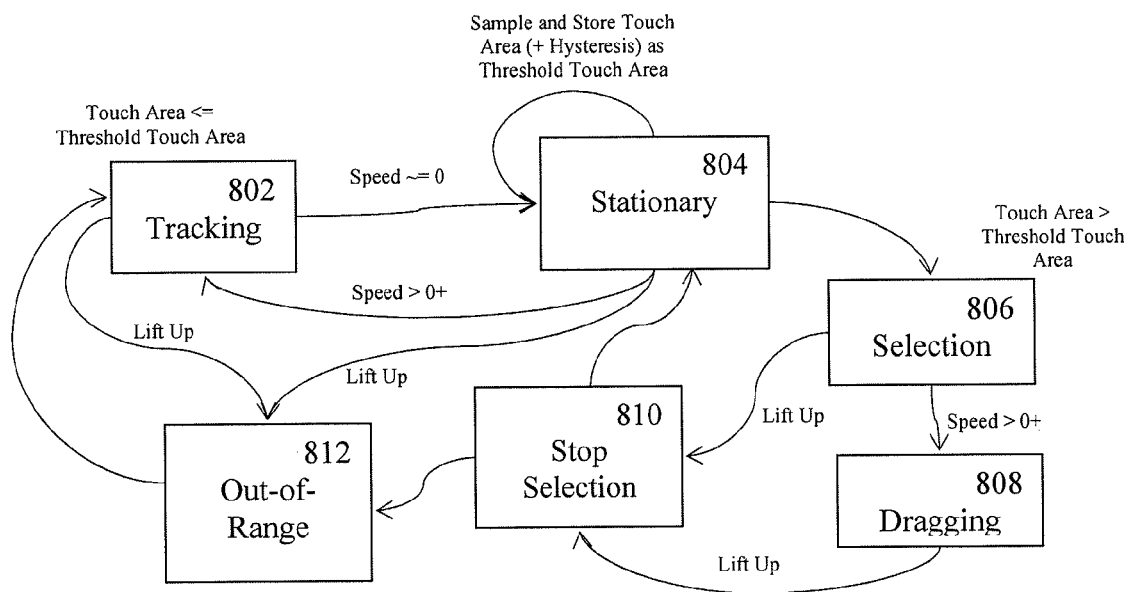 Sample and Store Touch
Area (+ Hysteresis) as
Threshold Touch Area
Touch Area <=
Threshold Touch Area
802
Tracking
Speed ~= 0
804
Stationary
Touch Area >
Threshold Touch
Area
Speed > 0+
806
Selection
Lift Up
Lift Up
Lift Up
Speed > 0+
810
Stop
Selection
812
Out-of-
Range
808
Dragging
Lift Up